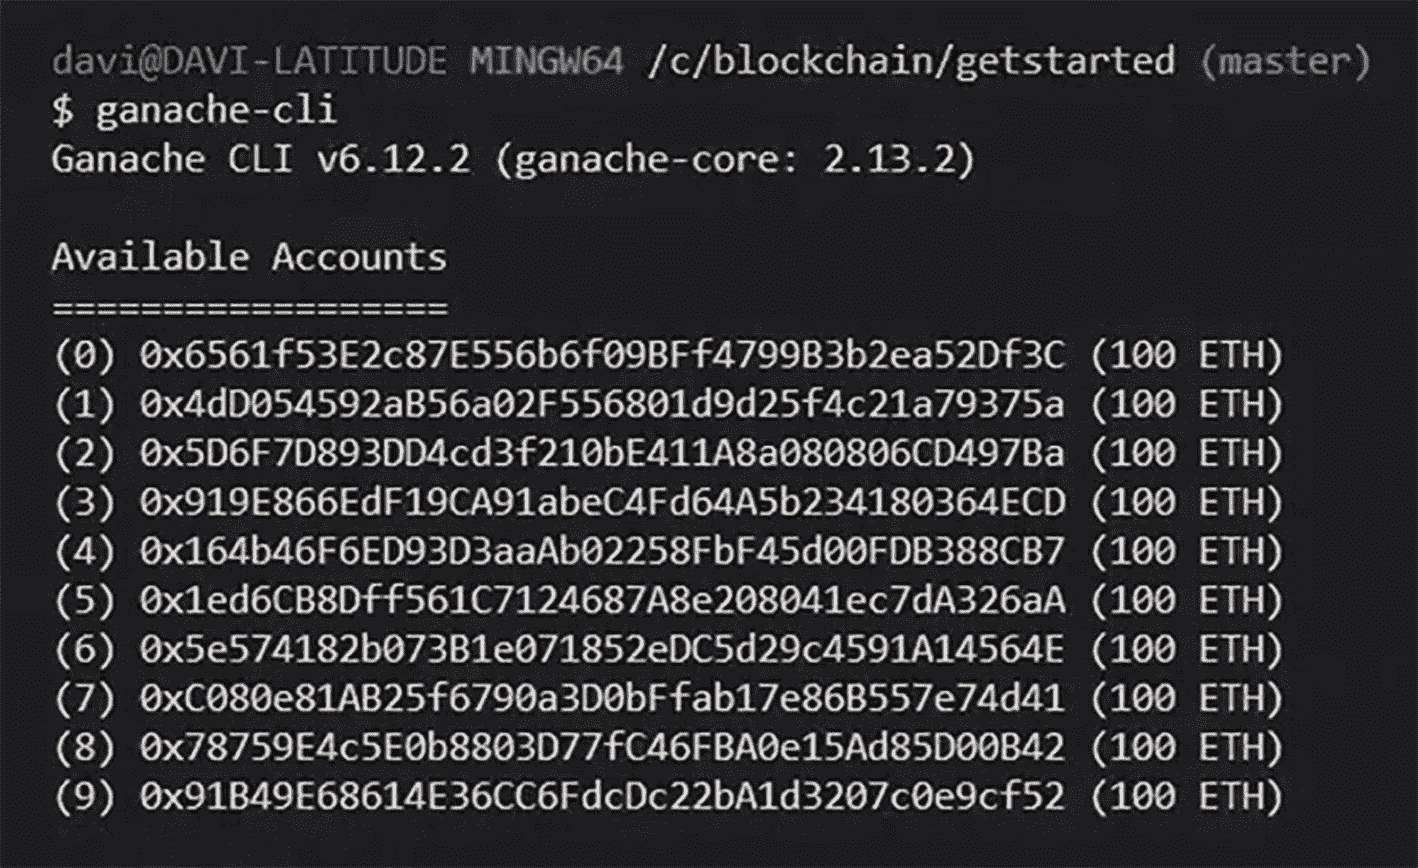 davi@DAVI-LATITUDE MINGW64 /c/blockchain/getstarted (master)
$ ganache-cli
Ganache CLI v6.12.2 (ganache-core: 2.13.2)
Available Accounts
==================
(0) 0x6561f53E2c87E556b6f09BFf4799B3b2ea52Df3C (100 ETH)
(1) 0x4dD054592aB56a02F556801d9d25f4c21a79375a (100 ETH)
(2) 0x5D6F7D893DD4cd3f210bE411A8a080806CD497Ba (100 ETH)
(3) 0x919E866EdF19CA91abeC4Fd64A5b234180364ECD (100 ETH)
(4) 0x164b46F6ED93D3aaAb02258FbF45d00FDB388CB7 (100 ETH)
(5) 0x1ed6CB8Dff561C7124687A8e208041ec7dA326aA (100 ETH)
(6) 0x5e574182b073B1e071852eDC5d29c4591A14564E (100 ETH)
(7) 0xC080e81AB25f6790a3D0bFfab17e86B557e74d41 (100 ETH)
(8) 0x78759E4c5E0b8803D77fC46FBA0e15Ad85D00B42 (100 ETH)
(9) 0x91B49E68614E36CC6FdcDc22bA1d3207c0e9cf52 (100 ETH)